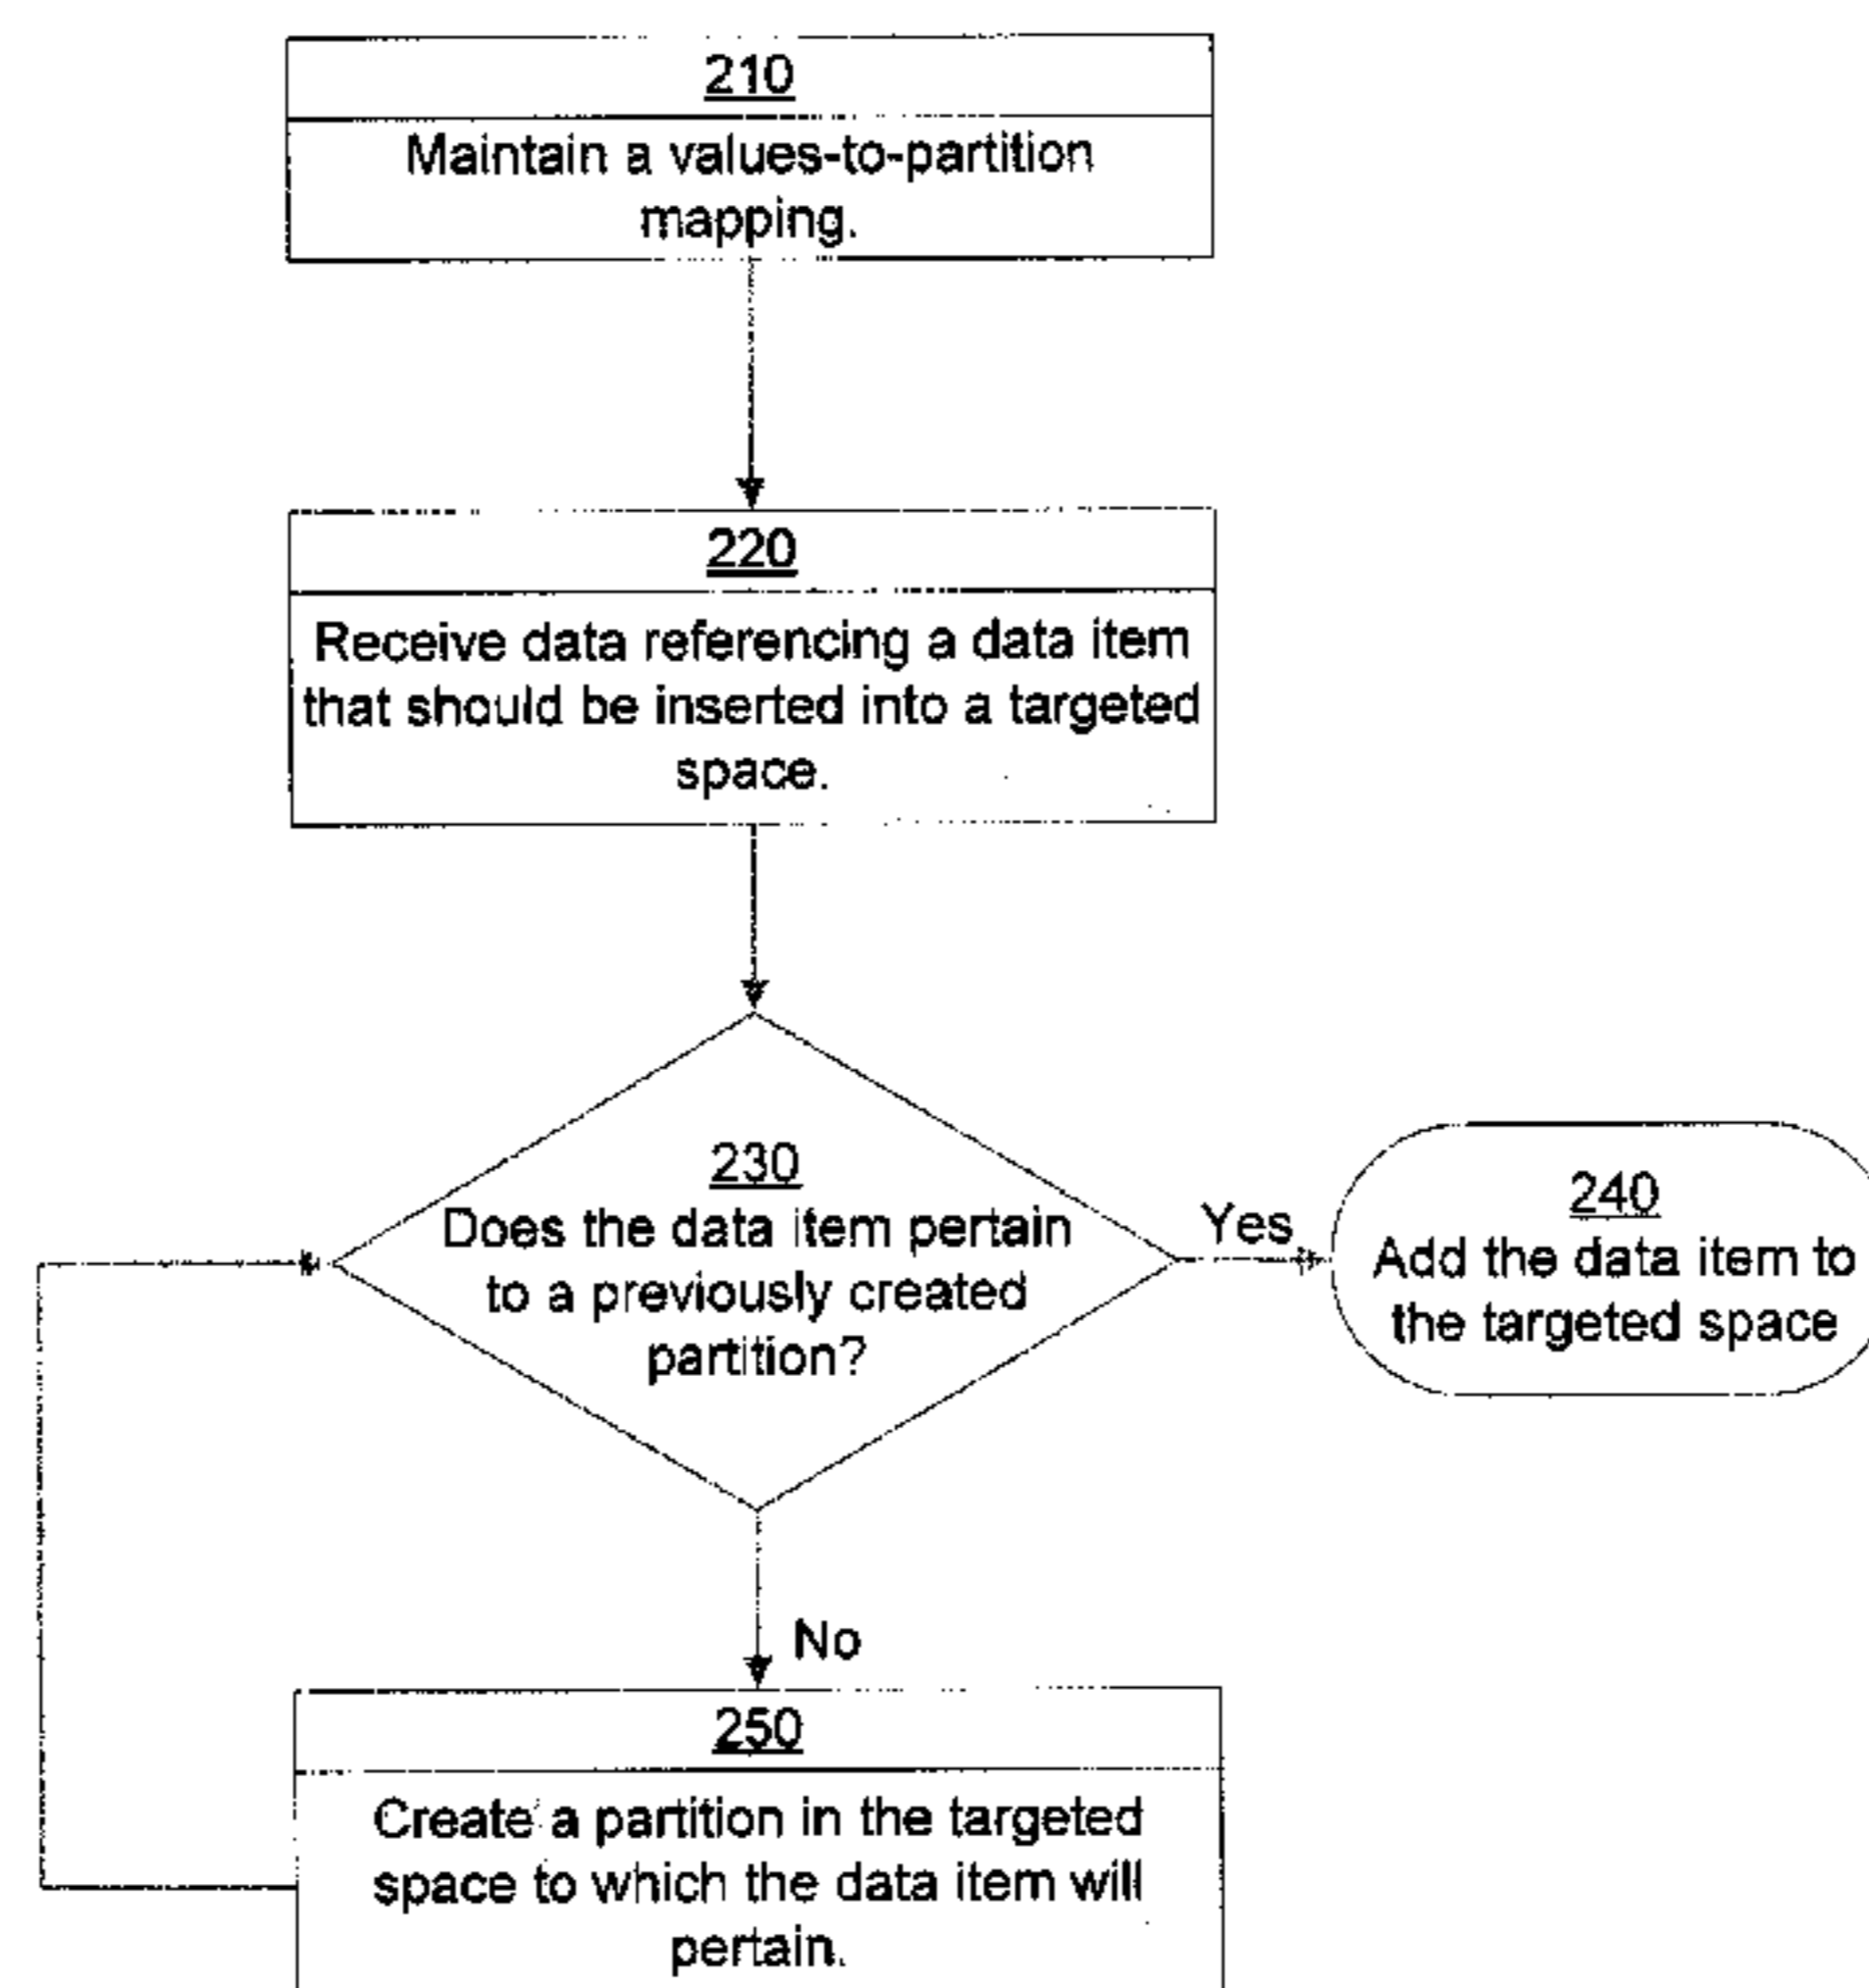 210
Maintain a values-to-partition
mapping.
220
Receive data referencing a data item
that should be inserted into a targeted
space.
230
Does the data item pertain
to a previously created
partition?
Yes
240
Add the data item to
the targeted space
No
250
Create a partition in the targeted
space to which the data item will
pertain.